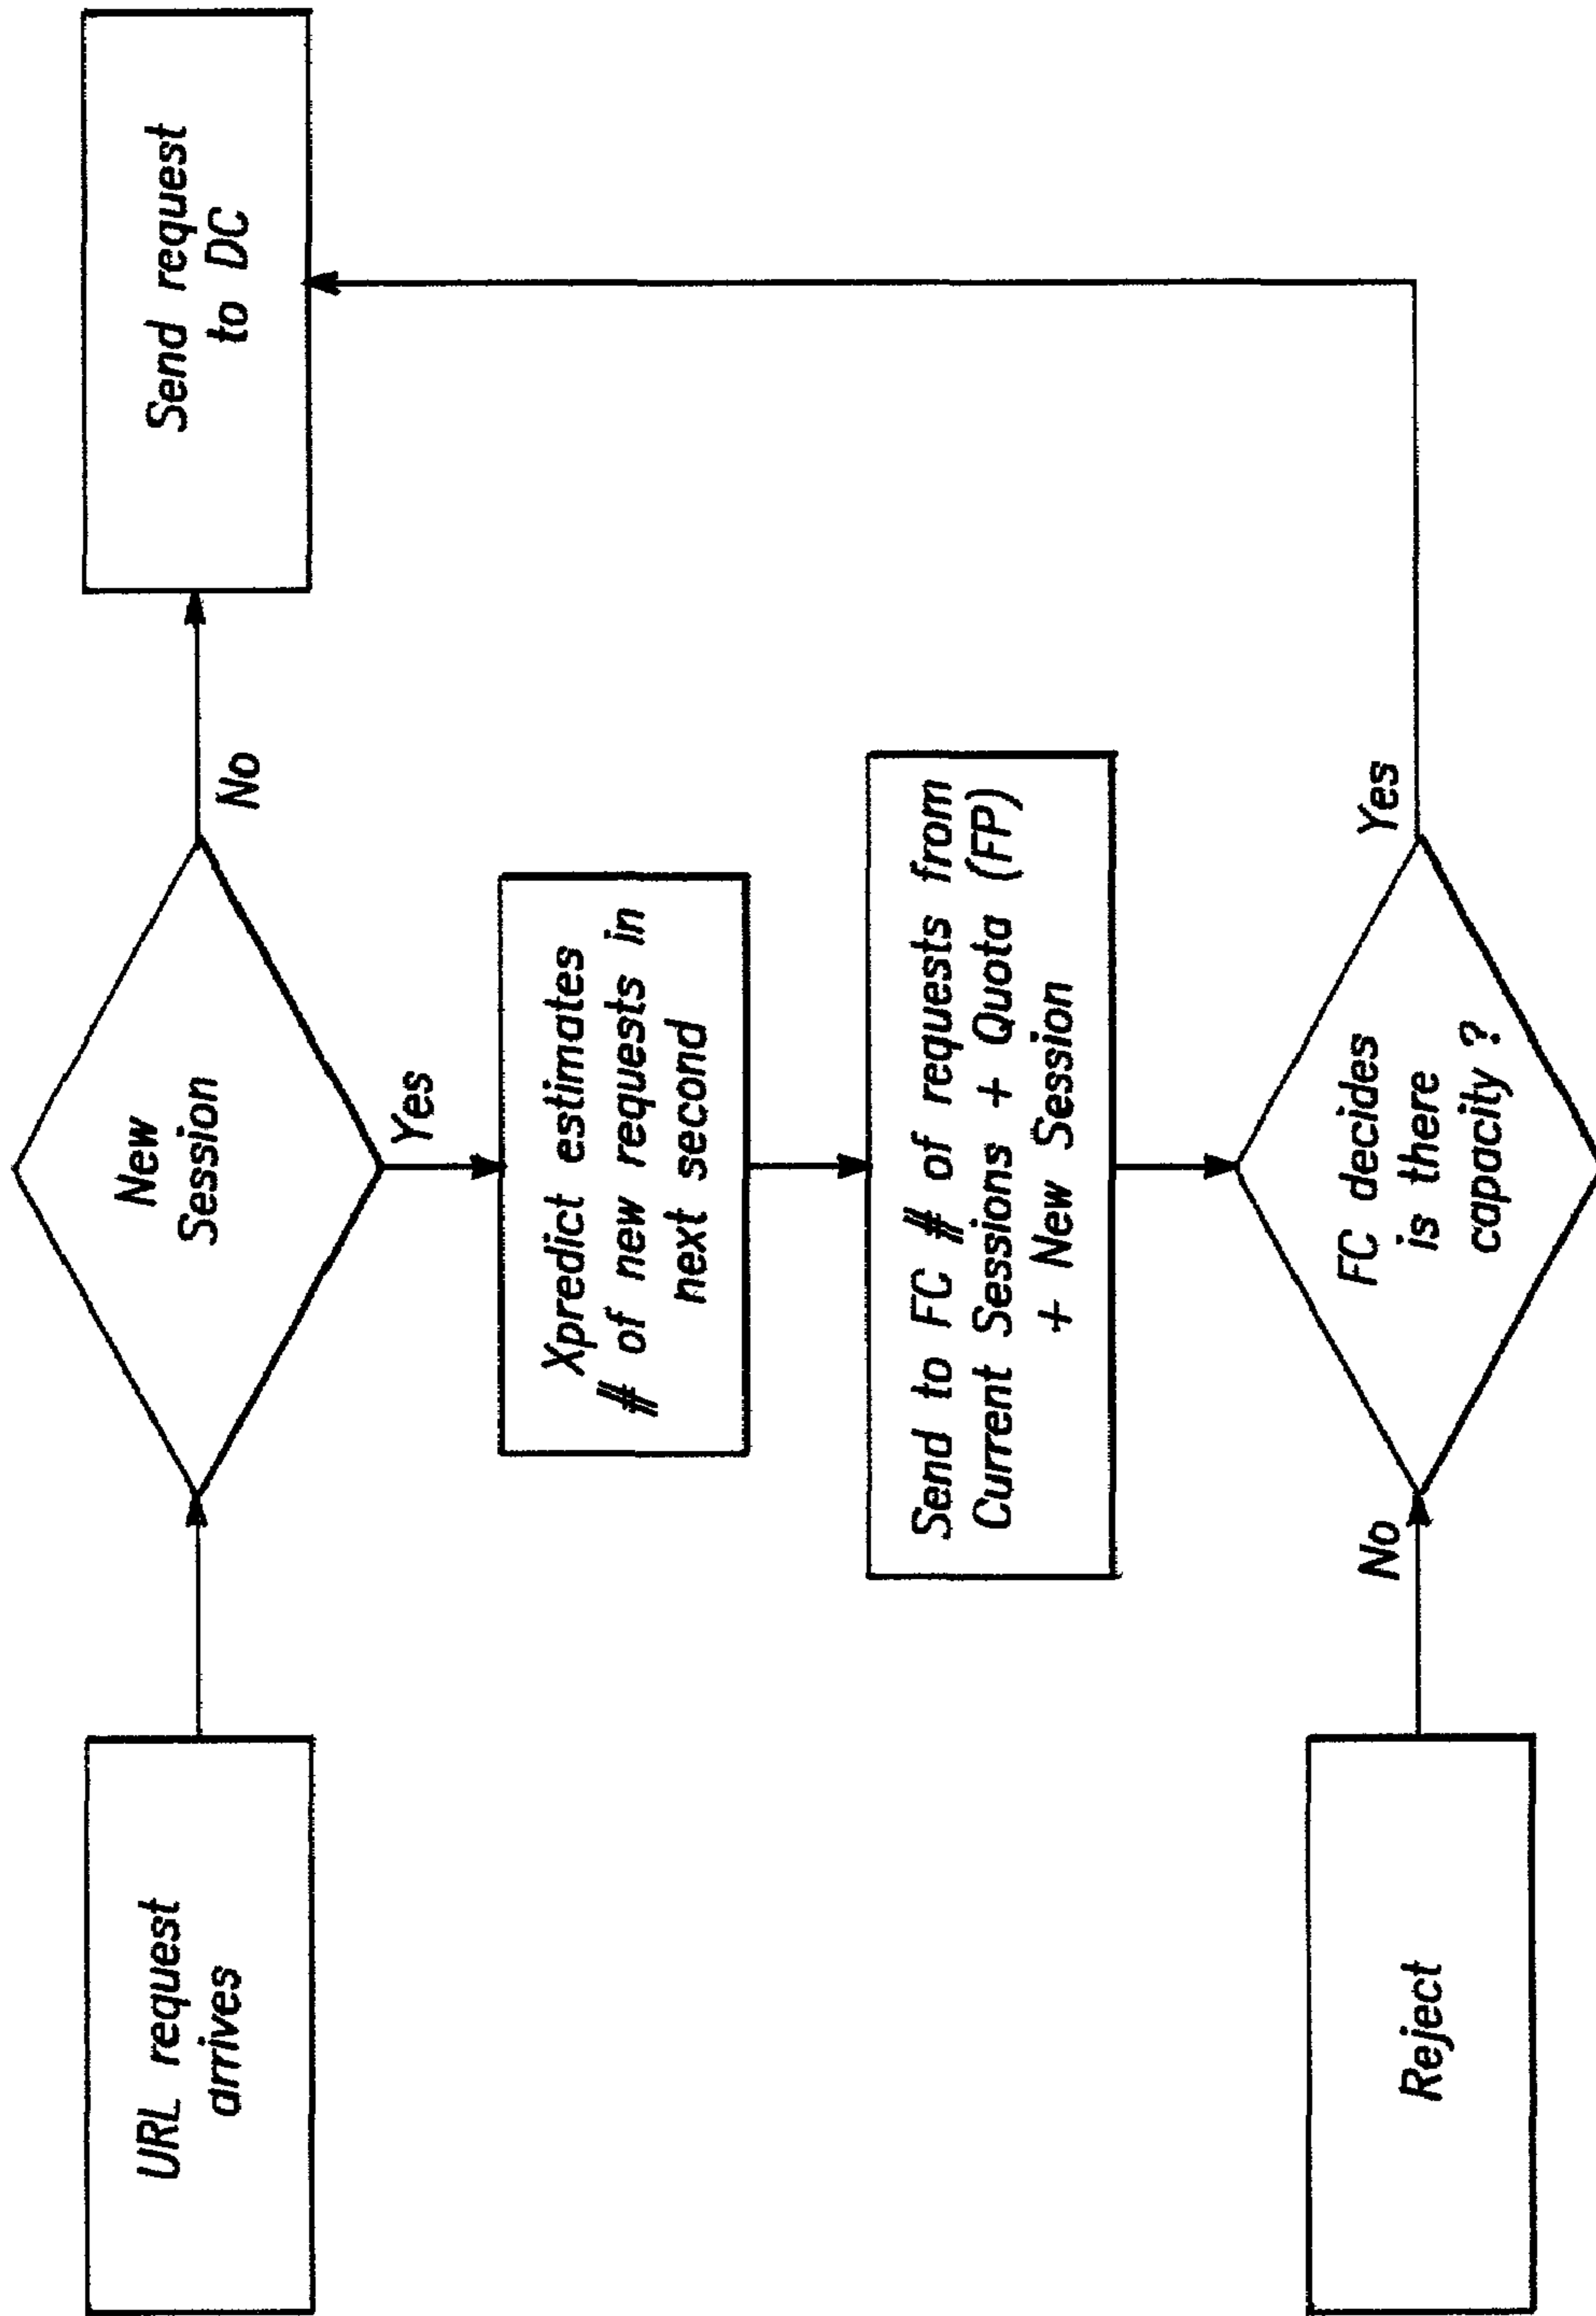 URL request
arrives
New
Session
No
Send request
to DC
Yes
Xpredict estimates
# of new requests in
next second
Send to FC # of requests from
Current Sessions + Quota (FP)
+ New Session
Reject
No
FC decides
is there
capacity ?
Yes